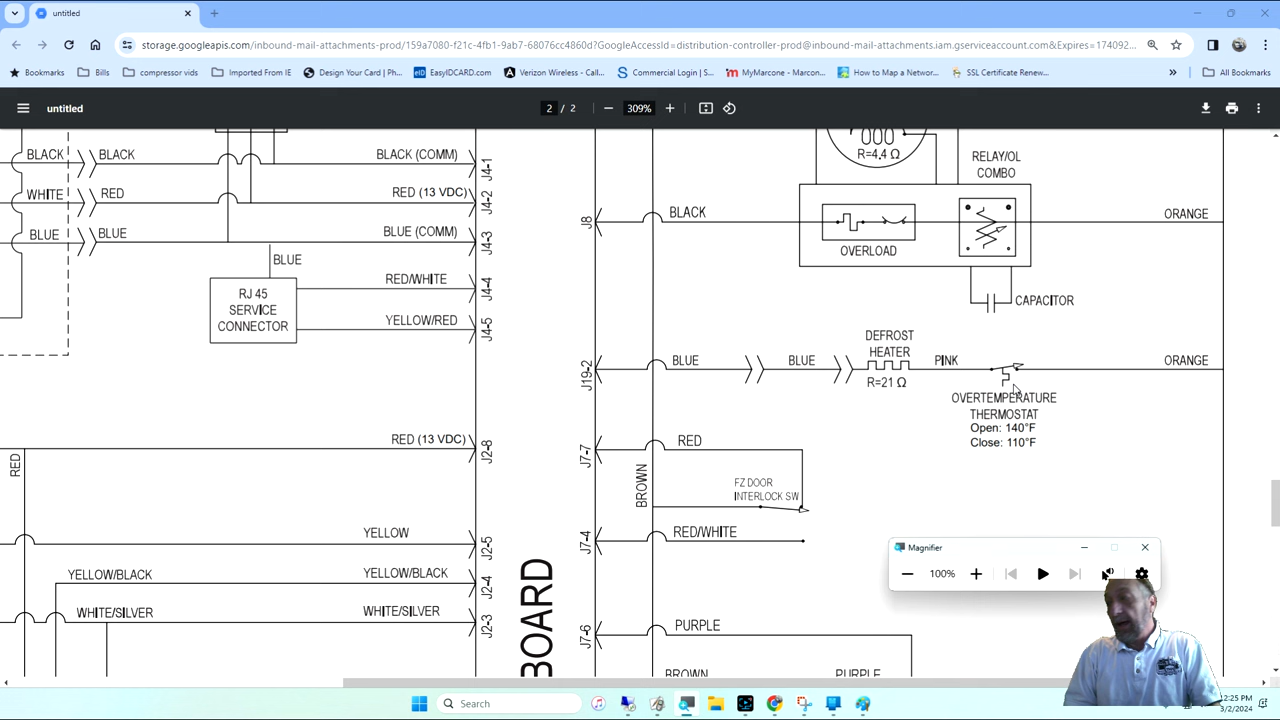 untitled
storage.googleapis.com/inbound-mail-attachments-prod/159a7080-f21c-4fb1-9ab7-66f76cc4860d?GoogleAccessId=distribution-controller-prod@inbound-mail-attachments.iam.gserviceaccount.com&Expires=174092...
Bookmarks
Bills
kompressor vids
Imported From IE
Design Your Card | Ph...
EasyIDCARD.com
Verizon Wireless - Call...
Commercial Login | S...
MyMarcone - Marcon...
How to Map a Networ...
SSL Certificate Renew...
»
All Bookmarks
untitled
2 / 2
309%
BLACK
BLACK
BLACK (COMM)
J4-1
WHITE
RED
RED (13 VDC)
J4-2
BLUE
BLUE
BLUE (COMM)
J4-3
BLUE
RJ 45
SERVICE
CONNECTOR
RED/WHITE
J4-4
YELLOW/RED
J4-5
RED
RED (13 VDC)
J2-8
YELLOW
J2-5
YELLOW/BLACK
YELLOW/BLACK
J2-4
WHITE/SILVER
WHITE/SILVER
J2-3
BOARD
R=4.4 Ω
RELAY/OL
COMBO
J8
BLACK
OVERLOAD
ORANGE
CAPACITOR
J19-2
BLUE
BLUE
DEFROST
HEATER
R=21 Ω
PINK
ORANGE
OVERTEMPERATURE
THERMOSTAT
Open: 140°F
Close: 110°F
J7-7
RED
BROWN
FZ DOOR
INTERLOCK SW
J7-4
RED/WHITE
J7-6
PURPLE
BROWN
PURPLE
Magnifier
100%
Search
12:25 PM
3/2/2024